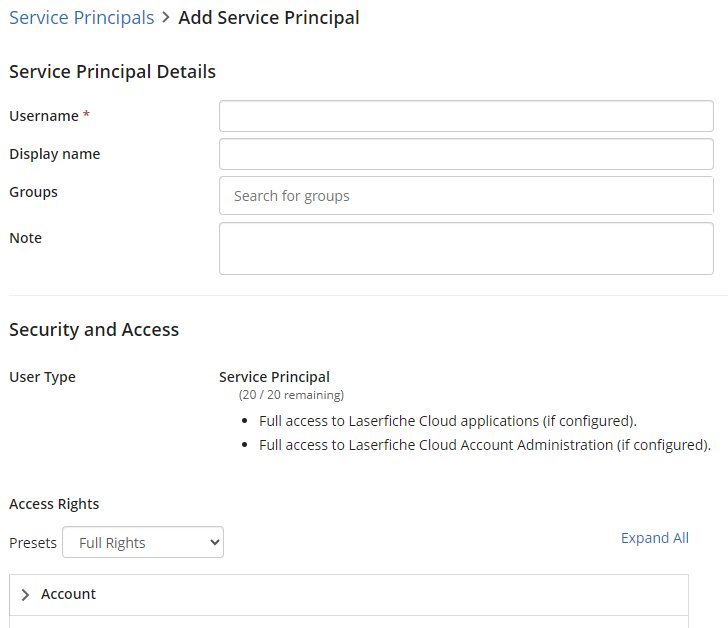 Service Principals > Add Service Principal
Service Principal Details
Username *
Display name
Groups Search for groups
Note
Security and Access
User Type Service Principal
(20 / 20 remaining)
• Full access to Laserfiche Cloud applications (if configured).
• Full access to Laserfiche Cloud Account Administration (if configured).
Access Rights
Presets Full Rights Expand All
> Account